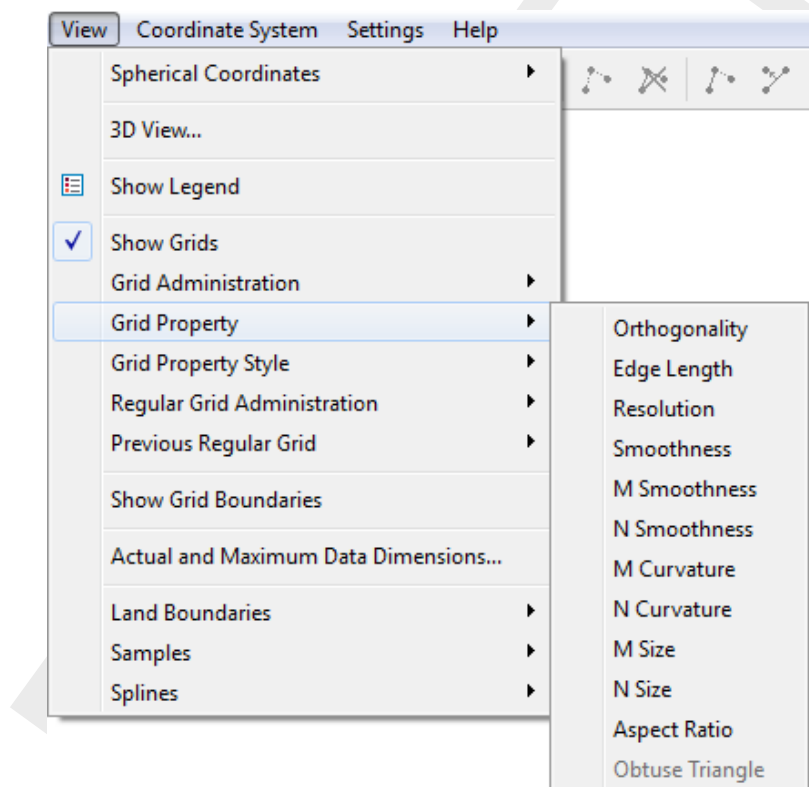 View Coordinate System Settings Help
Spherical Coordinates
3D View...
Show Legend
Show Grids
Grid Administration
Grid Property
Grid Property Style
Regular Grid Administration
Previous Regular Grid
Show Grid Boundaries
Actual and Maximum Data Dimensions...
Land Boundaries
Samples
Splines
Orthogonality
Edge Length
Resolution
Smoothness
M Smoothness
N Smoothness
M Curvature
N Curvature
M Size
N Size
Aspect Ratio
Obtuse Triangle